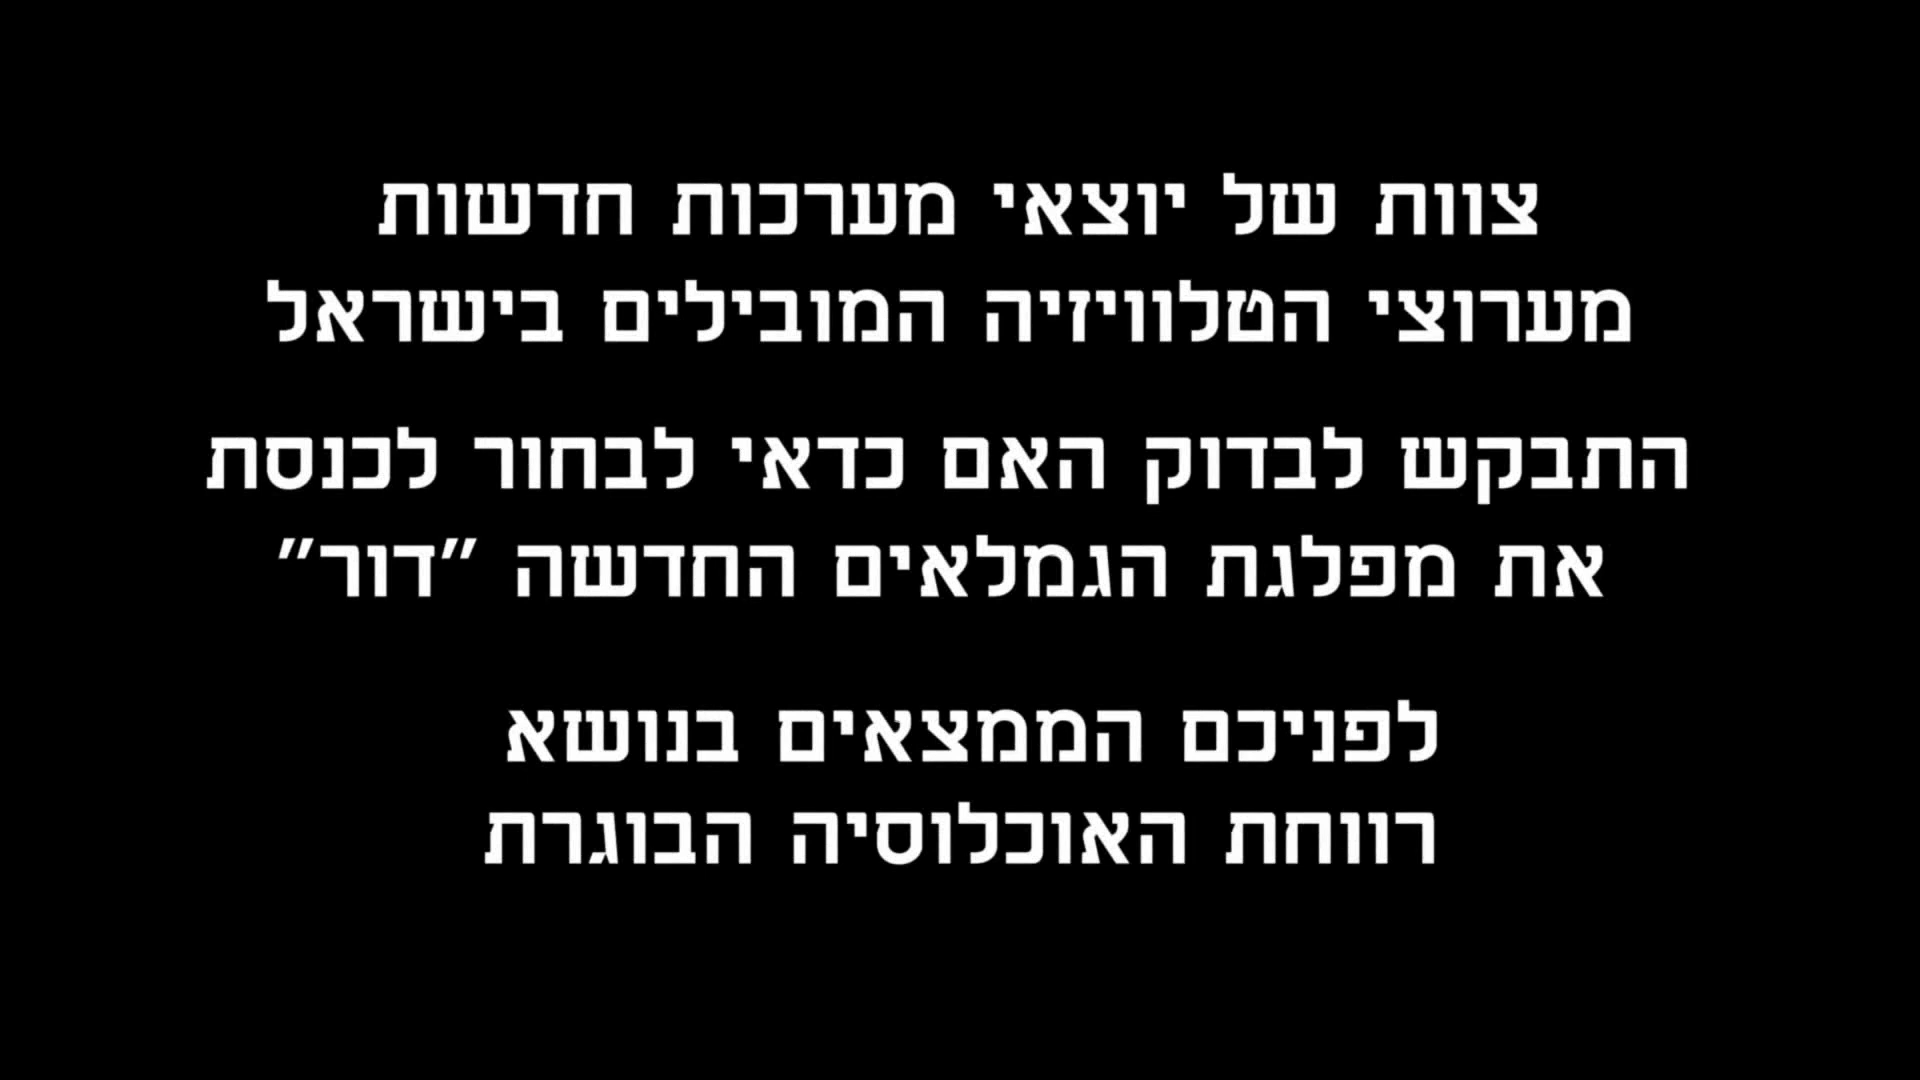 צוות של יוצאי מערכות חדשות
מערוצי הטלוויזיה המובילים בישראל
התבקש לבדוק האם כדאי לבחור לכנסת
את מפלגת הגמלאים החדשה "דור"
לפניכם הממצאים בנושא
רווחת האוכלוסיה הבוגרת